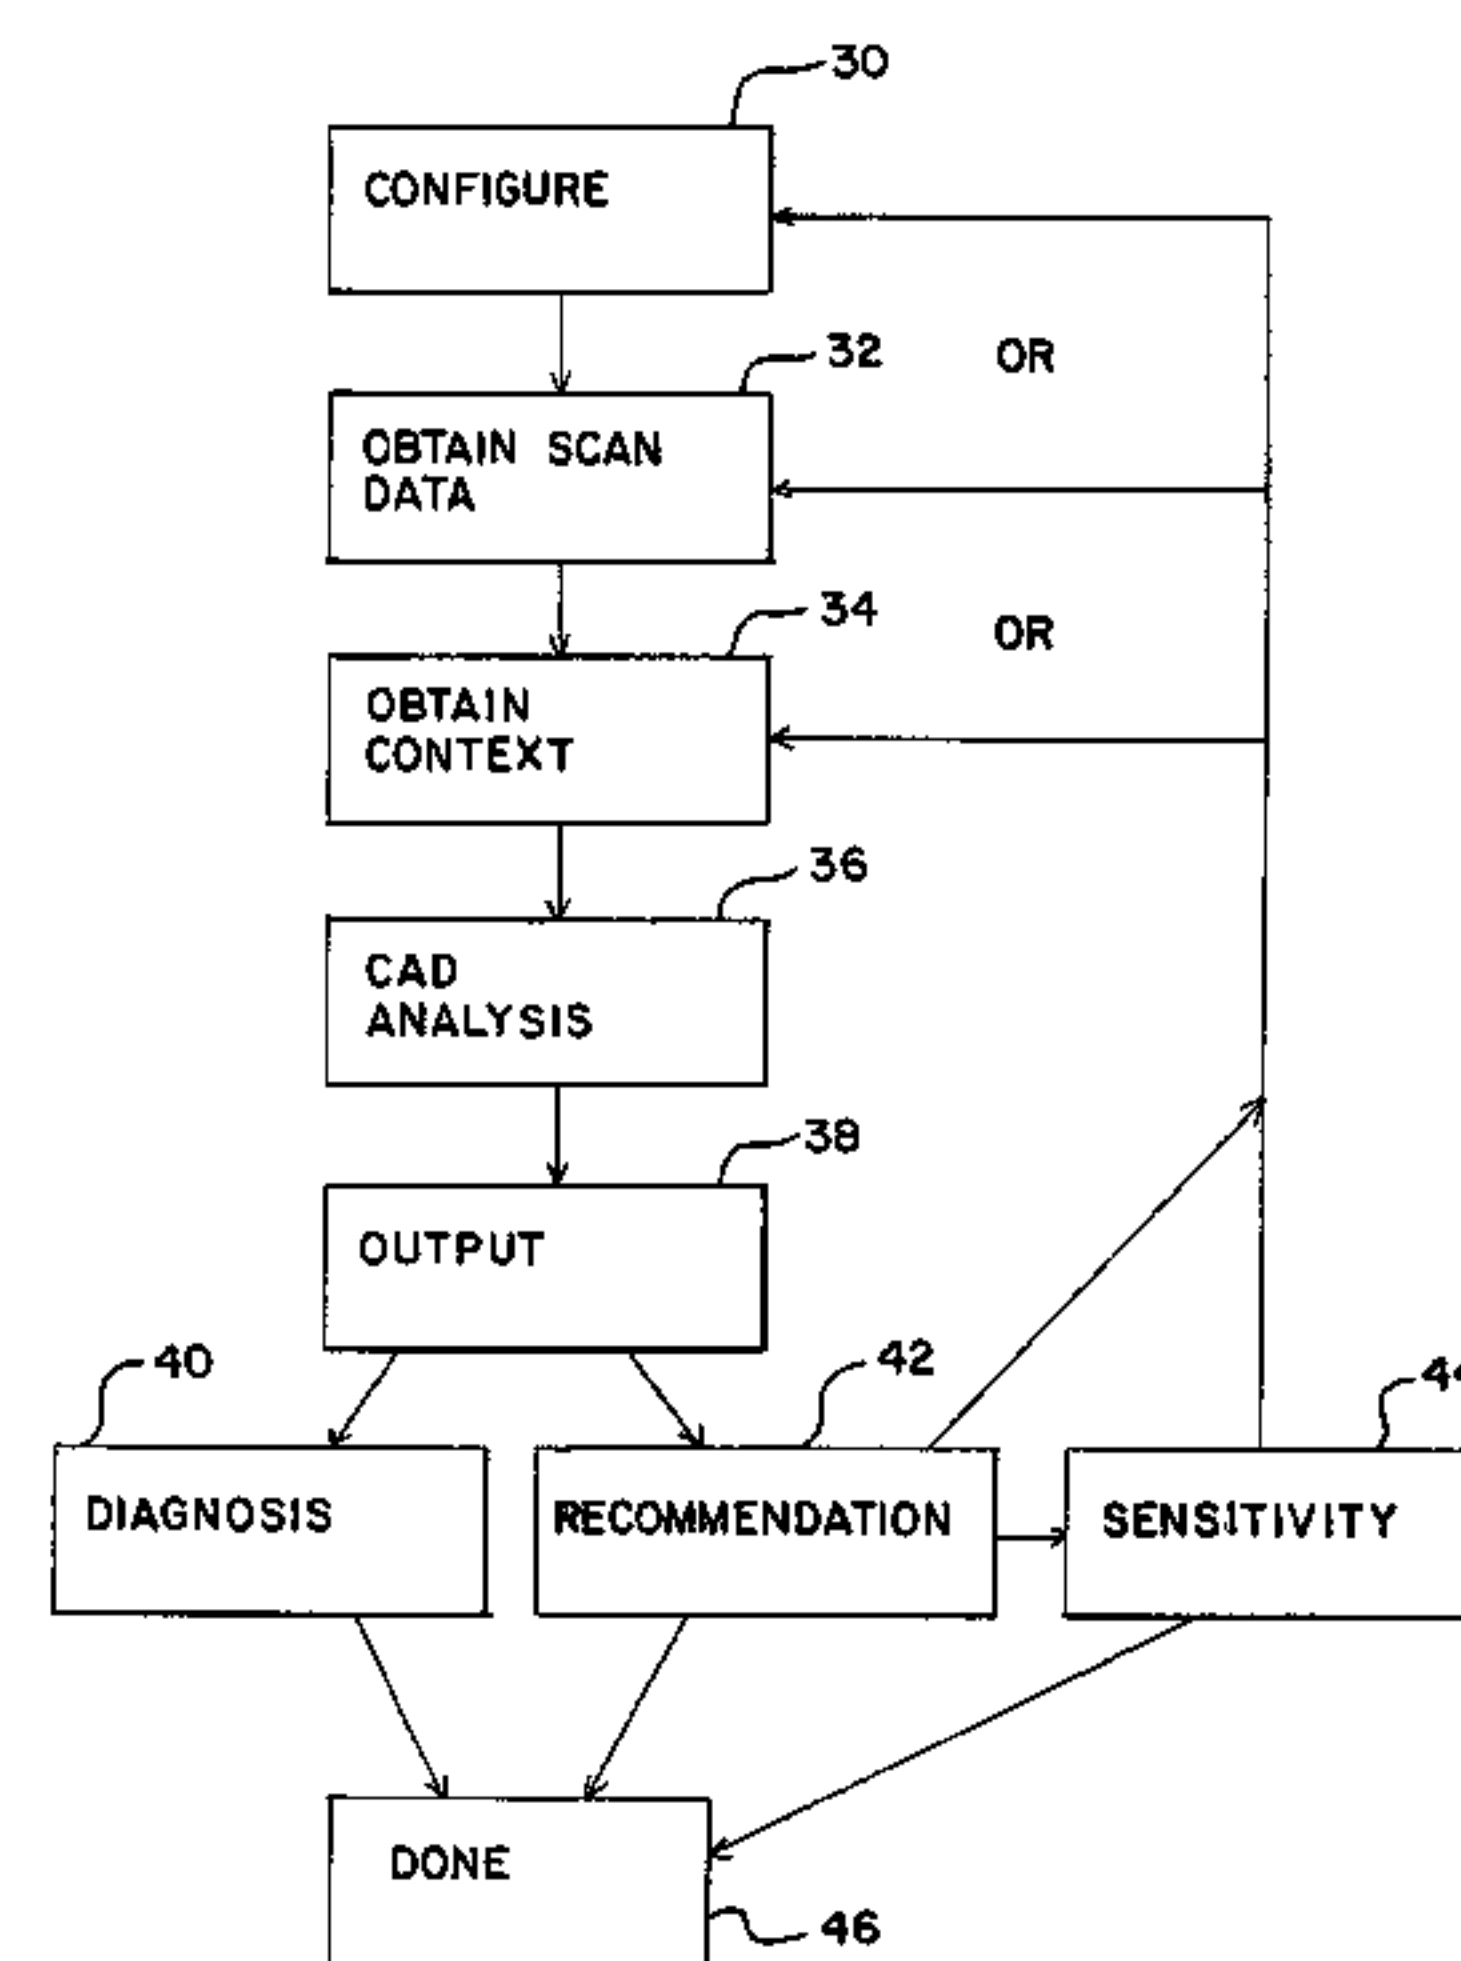 30
CONFIGURE
32
OR
OBTAIN SCAN
DATA
34
OR
OBTAIN
CONTEXT
36
CAD
ANALYSIS
38
OUTPUT
40
42
DIAGNOSIS
RECOMMENDATION
SENSITIVITY
DONE
46